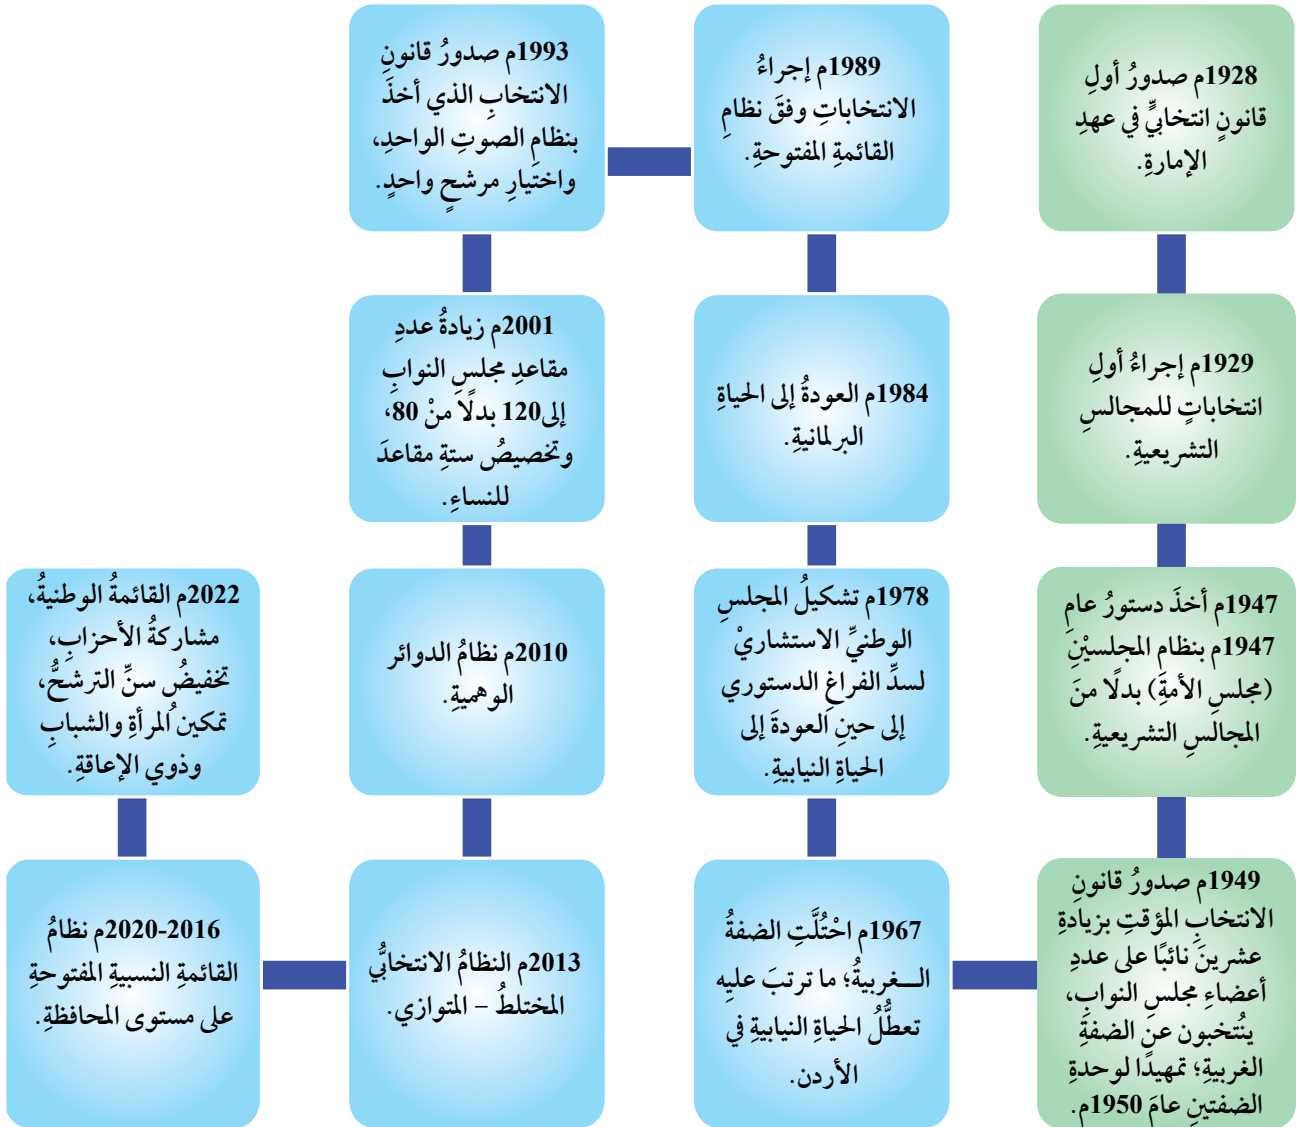 1928م صدورُ أولِ
قانونٍ انتخابيٍّ في عهدِ
الإمارةِ.
1929م إجراءُ أولِ
انتخاباتٍ للمجالسِ
التشريعيةِ.
1947م أخذَ دستورُ عامِ
1947م بنظامِ المجلسيْنِ
(مجلسِ الأمةِ) بدلًا منَ
المجالسِ التشريعيةِ.
1949م صدورُ قانونِ
الانتخابِ المؤقتِ بزيادةِ
عشرينَ نائبًا على عددِ
أعضاءِ مجلسِ النوابِ،
ينُتخبون عنِ الضفةِ
الغربيةِ؛ تمهيدًا لوحدةِ
الضفتينِ عامَ 1950م.
1967م احْتُلَّتِ الضفةُ
الـــغربيةُ؛ ما ترتبَ عليِه
تعطُّلُ الحياةِ النيابيةِ في
الأردن.
1978م تشكيلُ المجلسِ
الوطنيِّ الاستشاريْ
لسدِّ الفراغِ الدستوري
إلى حينِ العودةَ إلى
الحياةِ النيابيةِ.
1984م العودةُ إلى الحياةِ
البرلمانيةِ.
1989م إجراءُ
الانتخاباتِ وفقَ نظامِ
القائمةِ المفتوحةِ.
1993م صدورُ قانونِ
الانتخابِ الذي أخذَ
بنظامِ الصوتِ الواحدِ،
واختيارِ مرشحٍ واحدٍ.
2001م زيادةُ عددِ
مقاعدِ مجلسِ النوابِ
إلى120 بدلًا منْ 80،
وتخصيصُ ستةِ مقاعدَ
للنساءِ.
2010م نظامُ الدوائر
الوهميةِ.
2013م النظامُ الانتخابيُّ
المختلطُ – المتوازي.
2016-2020م نظامُ
القائمةِ النسبيةِ المفتوحةِ
على مستوى المحافظةِ.
2022م القائمةُ الوطنيةُ،
مشاركةُ الأحزابِ،
تخفيضُ سنِّ الترشحُّ،
تمكين ُالمرأةِ والشبابِ
وذوي الإعاقةِ.